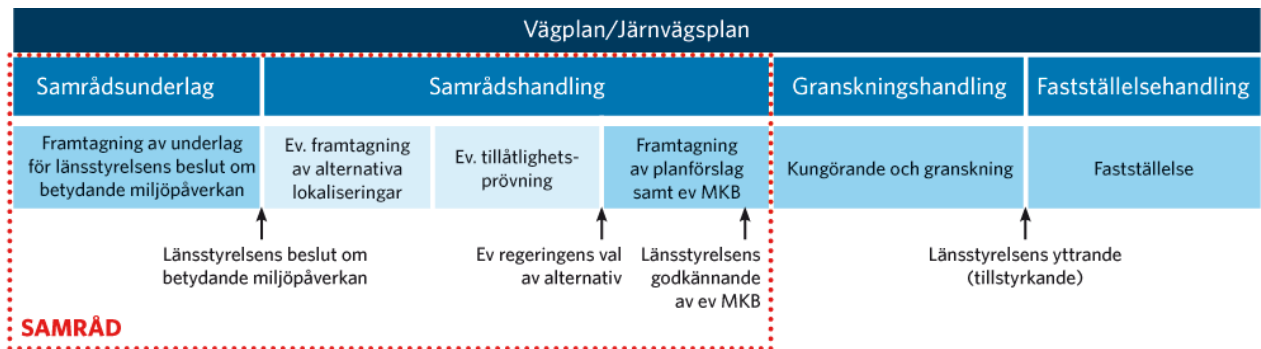 Vägplan/Järnvägsplan
Samrådsunderlag
Samrådshandling
Granskningshandling
Fastställelsehandling
Framtagning av underlag
för länsstyrelsens beslut om
betydande miljöpåverkan
Ev. framtagning
av alternativa
lokaliseringar
Ev. tillåtlighets-
prövning
Framtagning
av planförslag
samt ev MKB
Kungörande och granskning
Fastställelse
Länsstyrelsens beslut om
betydande miljöpåverkan
Ev regeringens val
av alternativ
Länsstyrelsens
godkännande
av ev MKB
Länsstyrelsens yttrande
(tillstyrkande)
SAMRÅD